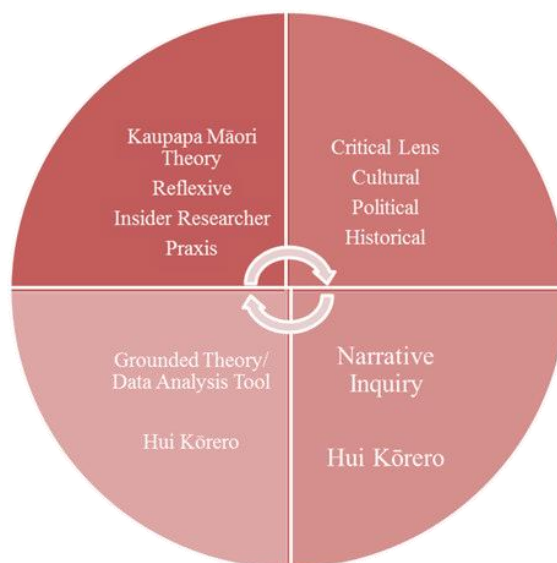 Kaupapa Māori
Theory
Reflexive
Insider Researcher
Praxis
Critical Lens
Cultural
Political
Historical
Grounded Theory/
Data Analysis Tool
Hui Kōrero
Narrative
Inquiry
Hui Kōrero